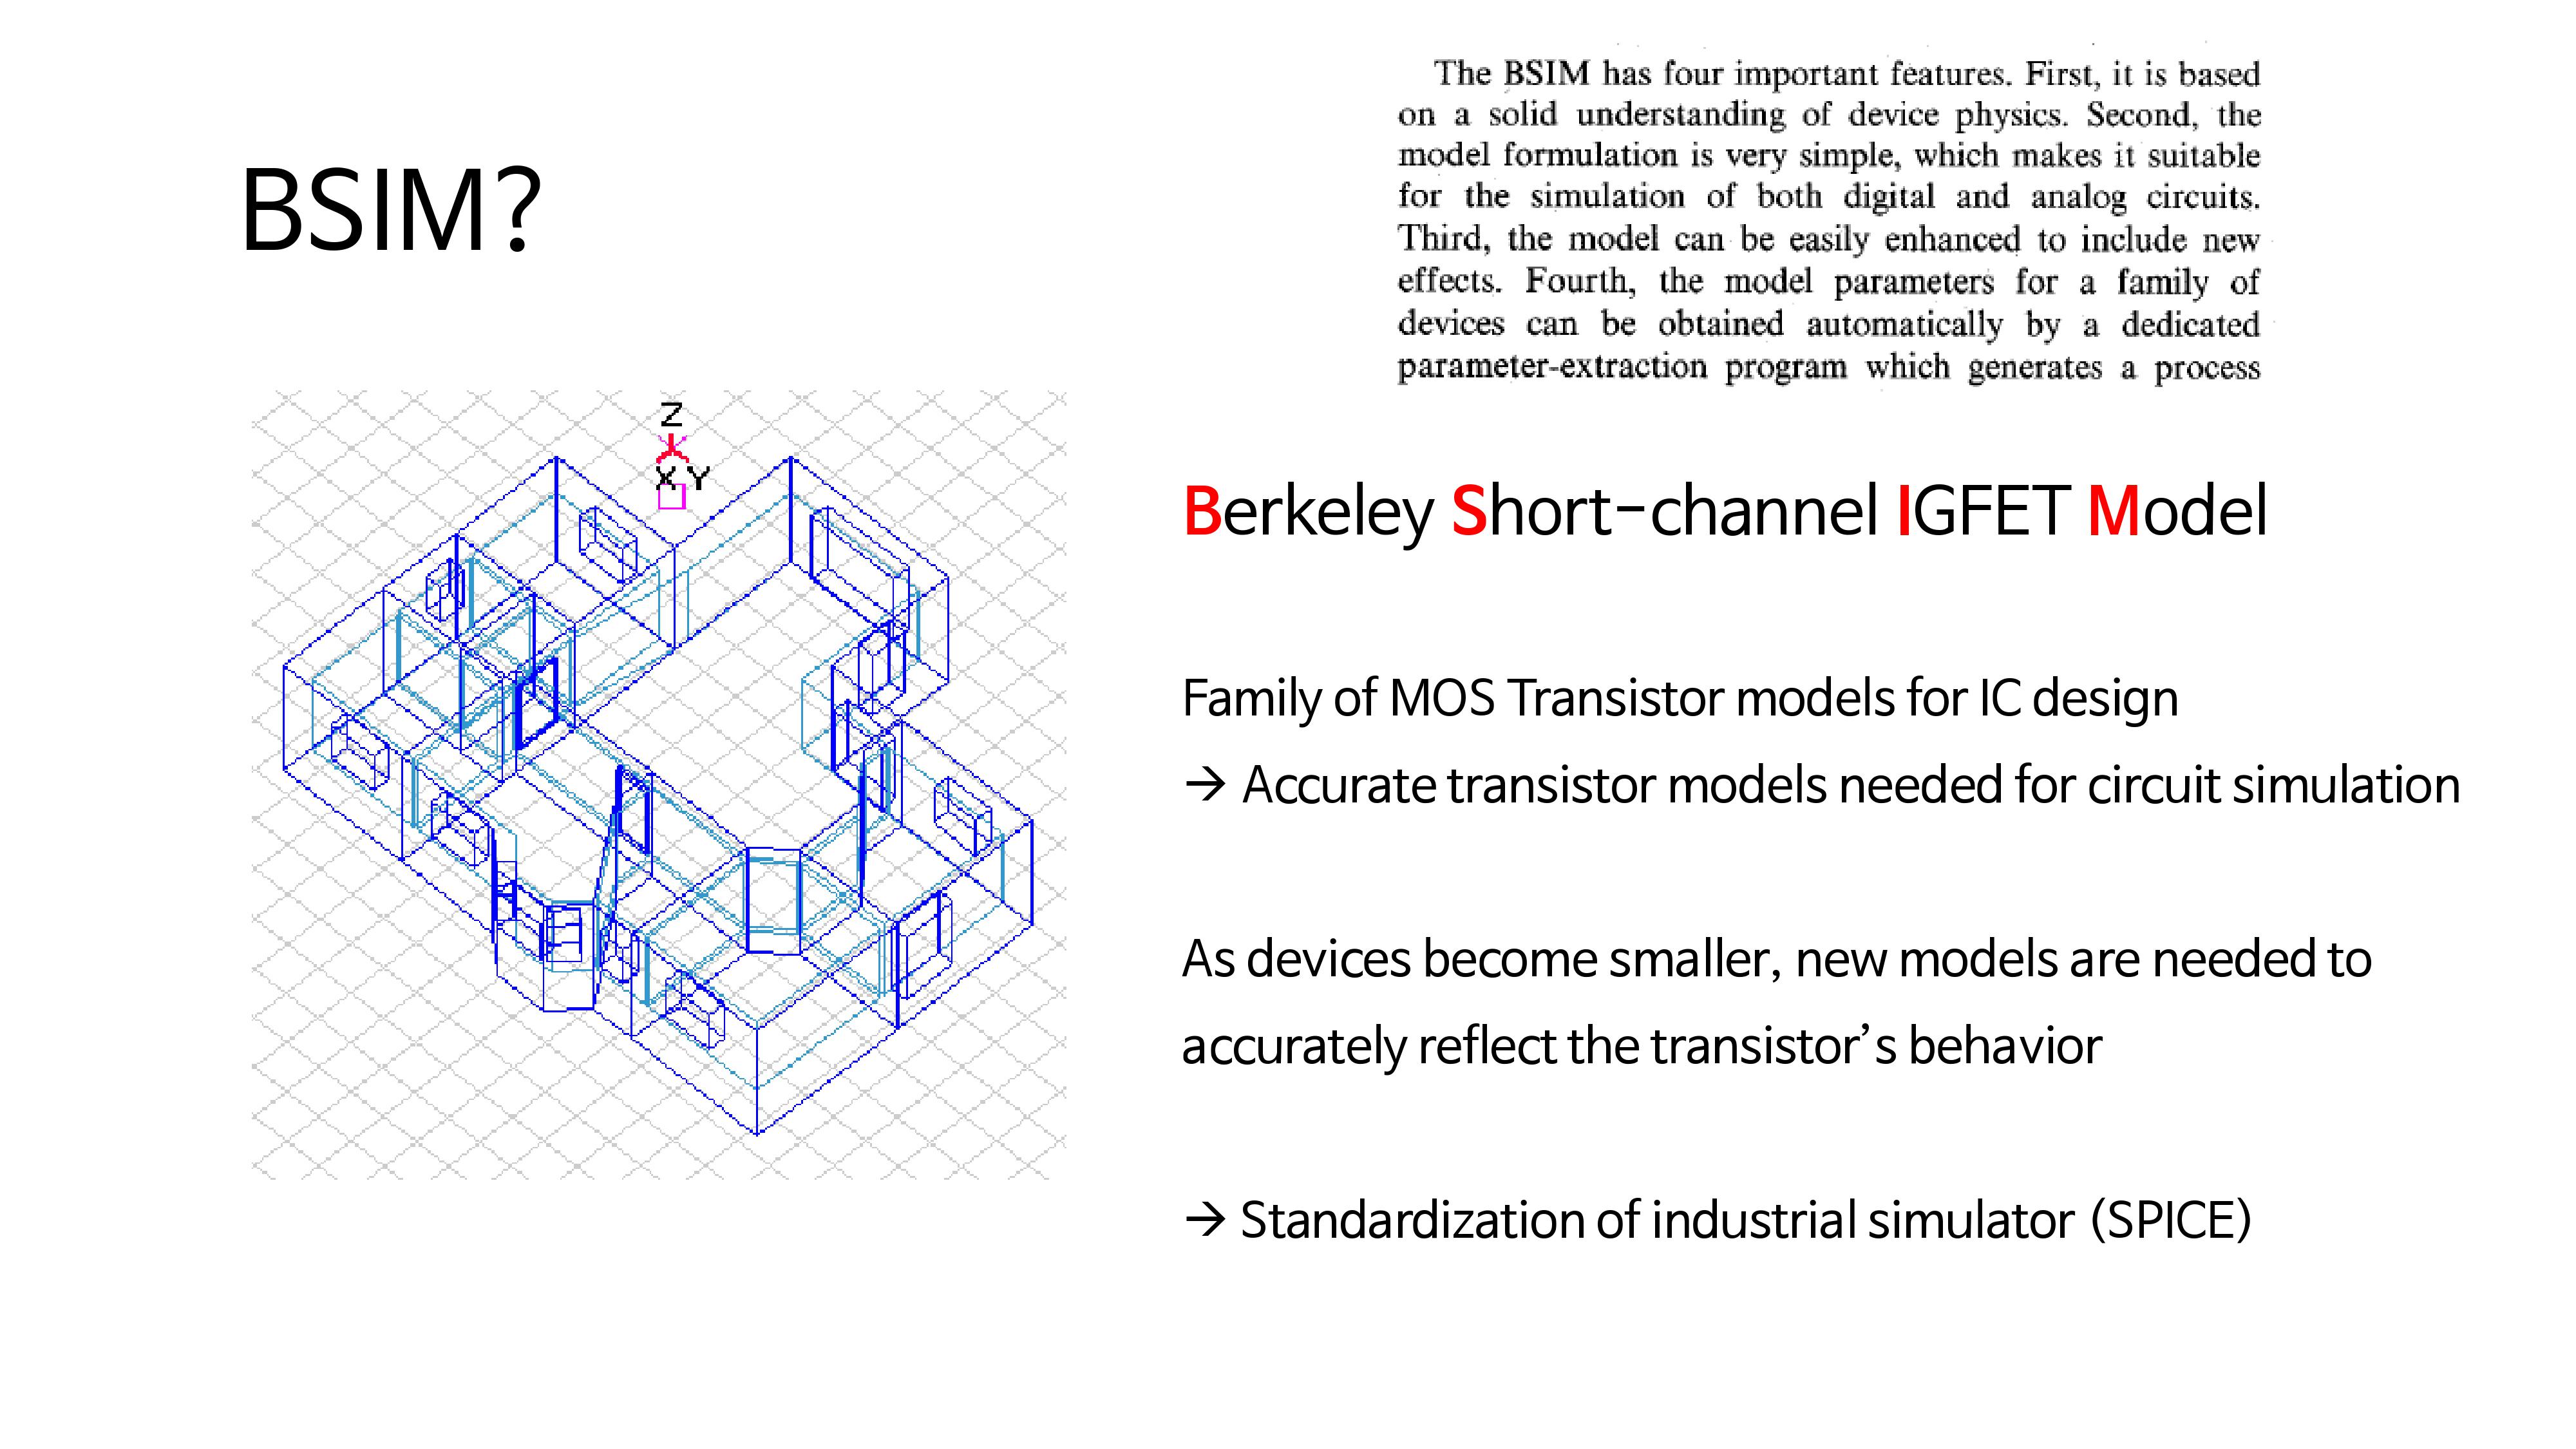 BSIM?
The BSIM has four important features. First, it is based
on a solid understanding of device physics. Second, the
model formulation is very simple, which makes it suitable
for the simulation of both digital and analog circuits.
Third, the model can be easily enhanced to include new
effects. Fourth, the model parameters for a family of
devices can be obtained automatically by a dedicated
parameter-extraction program which generates a process
Z
X Y
Berkeley Short-channel IGFET Model
Family of MOS Transistor models for IC design
→ Accurate transistor models needed for circuit simulation
As devices become smaller, new models are needed to
accurately reflect the transistor’s behavior
→ Standardization of industrial simulator (SPICE)